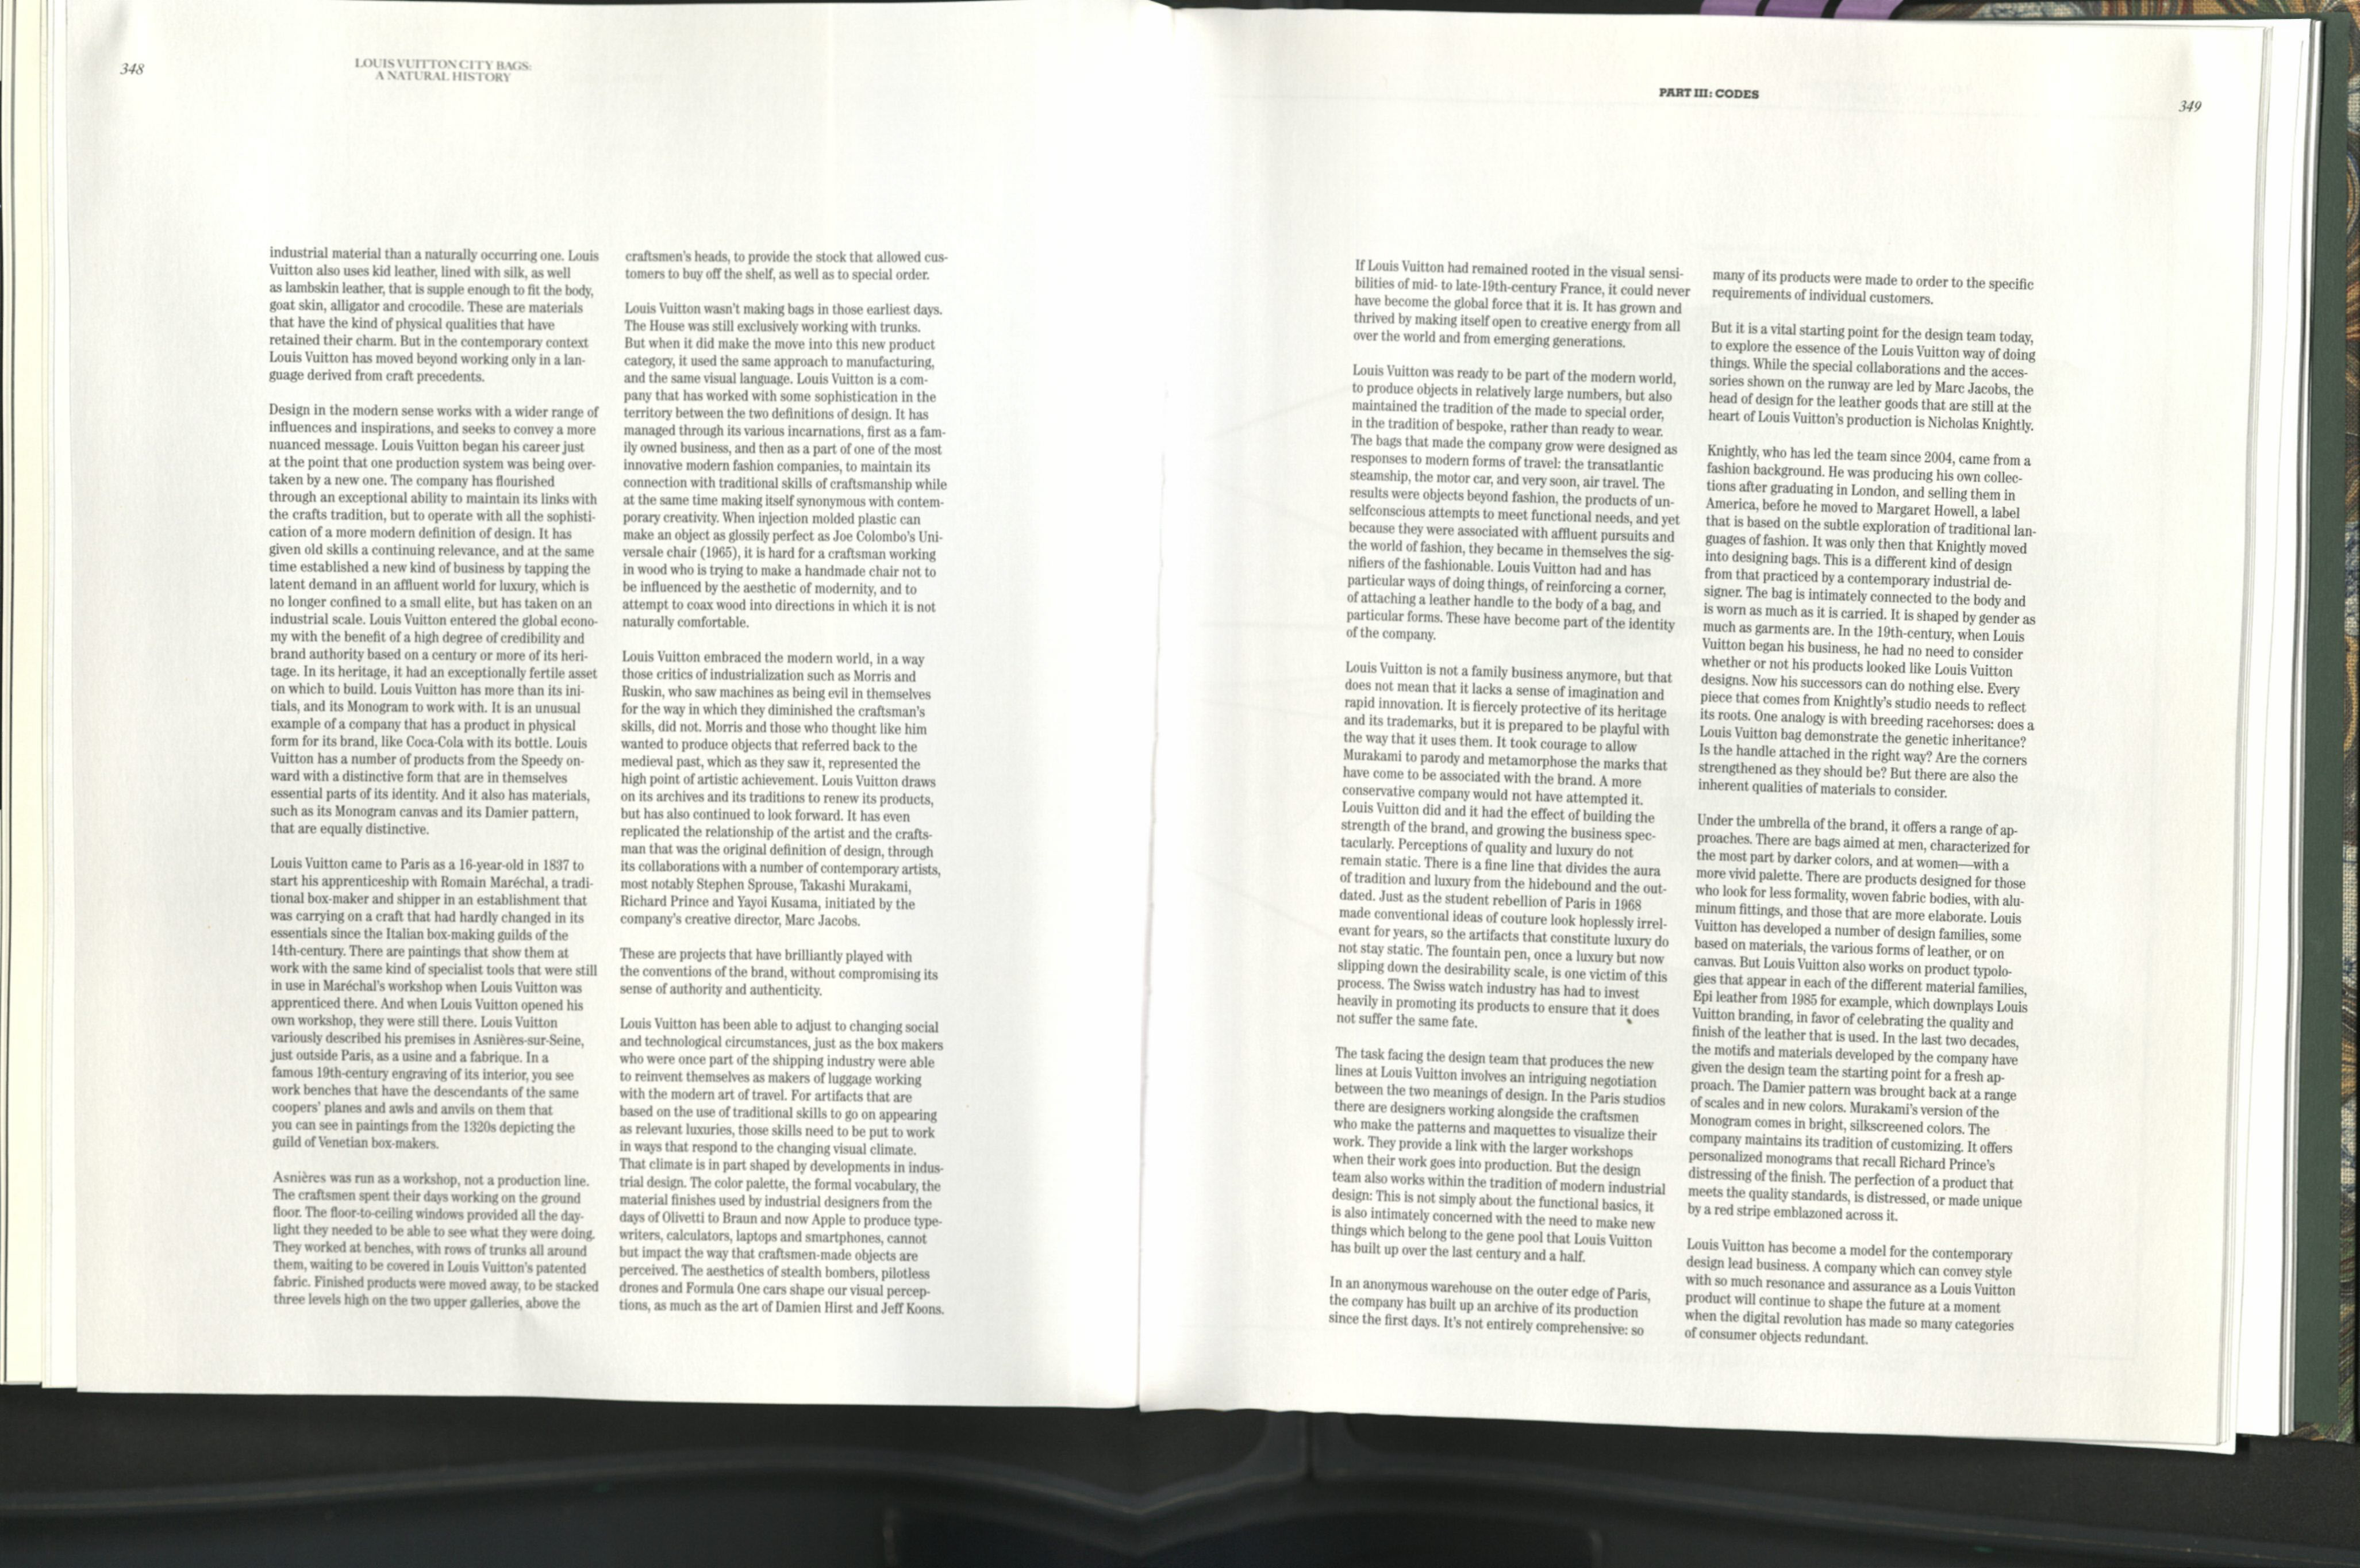 348
LOUIS VUITTON CITY BAGS:
A NATURAL HISTORY
industrial material than a naturally occurring one. Louis
Vuitton also uses kid leather, lined with silk, as well
as lambskin leather, that is supple enough to fit the body,
goat skin, alligator and crocodile. These are materials
that have the kind of physical qualities that have
retained their charm. But in the contemporary context
Louis Vuitton has moved beyond working only in a lan-
guage derived from craft precedents.
Design in the modern sense works with a wider range of
influences and inspirations, and seeks to convey a more
nuanced message. Louis Vuitton began his career just
at the point that one production system was being over-
taken by a new one. The company has flourished
through an exceptional ability to maintain its links with
the crafts tradition, but to operate with all the sophisti-
cation of a more modern definition of design. It has
given old skills a continuing relevance, and at the same
time established a new kind of business by tapping the
latent demand in an affluent world for luxury, which is
no longer confined to a small elite, but has taken on an
industrial scale. Louis Vuitton entered the global econo-
my with the benefit of a high degree of credibility and
brand authority based on a century or more of its heri-
tage. In its heritage, it had an exceptionally fertile asset
on which to build. Louis Vuitton has more than its ini-
tials, and its Monogram to work with. It is an unusual
example of a company that has a product in physical
form for its brand, like Coca-Cola with its bottle. Louis
Vuitton has a number of products from the Speedy on-
ward with a distinctive form that are in themselves
essential parts of its identity. And it also has materials,
such as its Monogram canvas and its Damier pattern,
that are equally distinctive.
Louis Vuitton came to Paris as a 16-year-old in 1837 to
start his apprenticeship with Romain Maréchal, a tradi-
tional box-maker and shipper in an establishment that
was carrying on a craft that had hardly changed in its
essentials since the Italian box-making guilds of the
14th-century. There are paintings that show them at
work with the same kind of specialist tools that were still
in use in Maréchal's workshop when Louis Vuitton was
apprenticed there. And when Louis Vuitton opened his
own workshop, they were still there. Louis Vuitton
variously described his premises in Asnières-sur-Seine,
just outside Paris, as a usine and a fabrique. In a
famous 19th-century engraving of its interior, you see
work benches that have the descendants of the same
coopers' planes and awls and anvils on them that
you can see in paintings from the 1320s depicting the
guild of Venetian box-makers.
Asnières was run as a workshop, not a production line.
The craftsmen spent their days working on the ground
floor. The floor-to-ceiling windows provided all the day-
light they needed to be able to see what they were doing.
They worked at benches, with rows of trunks all around
them, waiting to be covered in Louis Vuitton's patented
fabric. Finished products were moved away, to be stacked
three levels high on the two upper galleries, above the
craftsmen's heads, to provide the stock that allowed cus-
tomers to buy off the shelf, as well as to special order.
Louis Vuitton wasn't making bags in those earliest days.
The House was still exclusively working with trunks.
But when it did make the move into this new product
category, it used the same approach to manufacturing,
and the same visual language. Louis Vuitton is a com-
pany that has worked with some sophistication in the
territory between the two definitions of design. It has
managed through its various incarnations, first as a fam-
ily owned business, and then as a part of one of the most
innovative modern fashion companies, to maintain its
connection with traditional skills of craftsmanship while
at the same time making itself synonymous with contem-
porary creativity. When injection molded plastic can
make an object as glossily perfect as Joe Colombo's Uni-
versale chair (1965), it is hard for a craftsman working
in wood who is trying to make a handmade chair not to
be influenced by the aesthetic of modernity, and to
attempt to coax wood into directions in which it is not
naturally comfortable.
Louis Vuitton embraced the modern world, in a way
those critics of industrialization such as Morris and
Ruskin, who saw machines as being evil in themselves
for the way in which they diminished the craftsman's
skills, did not. Morris and those who thought like him
wanted to produce objects that referred back to the
medieval past, which as they saw it, represented the
high point of artistic achievement. Louis Vuitton draws
on its archives and its traditions to renew its products,
but has also continued to look forward. It has even
replicated the relationship of the artist and the crafts-
man that was the original definition of design, through
its collaborations with a number of contemporary artists,
most notably Stephen Sprouse, Takashi Murakami,
Richard Prince and Yayoi Kusama, initiated by the
company's creative director, Marc Jacobs.
These are projects that have brilliantly played with
the conventions of the brand, without compromising its
sense of authority and authenticity.
Louis Vuitton has been able to adjust to changing social
and technological circumstances, just as the box makers
who were once part of the shipping industry were able
to reinvent themselves as makers of luggage working
with the modern art of travel. For artifacts that are
based on the use of traditional skills to go on appearing
as relevant luxuries, those skills need to be put to work
in ways that respond to the changing visual climate.
That climate is in part shaped by developments in indus-
trial design. The color palette, the formal vocabulary, the
material finishes used by industrial designers from the
days of Olivetti to Braun and now Apple to produce type-
writers, calculators, laptops and smartphones, cannot
but impact the way that craftsmen-made objects are
perceived. The aesthetics of stealth bombers, pilotless
drones and Formula One cars shape our visual percep-
tions, as much as the art of Damien Hirst and Jeff Koons.
PART III: CODES
349
If Louis Vuitton had remained rooted in the visual sensi-
bilities of mid- to late-19th-century France, it could never
have become the global force that it is. It has grown and
thrived by making itself open to creative energy from all
over the world and from emerging generations.
Louis Vuitton was ready to be part of the modern world,
to produce objects in relatively large numbers, but also
maintained the tradition of the made to special order,
in the tradition of bespoke, rather than ready to wear.
The bags that made the company grow were designed as
responses to modern forms of travel: the transatlantic
steamship, the motor car, and very soon, air travel. The
results were objects beyond fashion, the products of un-
selfconscious attempts to meet functional needs, and yet
because they were associated with affluent pursuits and
the world of fashion, they became in themselves the sig-
nifiers of the fashionable. Louis Vuitton had and has
particular ways of doing things, of reinforcing a corner,
of attaching a leather handle to the body of a bag, and
particular forms. These have become part of the identity
of the company.
Louis Vuitton is not a family business anymore, but that
does not mean that it lacks a sense of imagination and
rapid innovation. It is fiercely protective of its heritage
and its trademarks, but it is prepared to be playful with
the way that it uses them. It took courage to allow
Murakami to parody and metamorphose the marks that
have come to be associated with the brand. A more
conservative company would not have attempted it.
Louis Vuitton did and it had the effect of building the
strength of the brand, and growing the business spec-
tacularly. Perceptions of quality and luxury do not
remain static. There is a fine line that divides the aura
of tradition and luxury from the hidebound and the out-
dated. Just as the student rebellion of Paris in 1968
made conventional ideas of couture look hoplessly irrel-
evant for years, so the artifacts that constitute luxury do
not stay static. The fountain pen, once a luxury but now
slipping down the desirability scale, is one victim of this
process. The Swiss watch industry has had to invest
heavily in promoting its products to ensure that it does
not suffer the same fate.
The task facing the design team that produces the new
lines at Louis Vuitton involves an intriguing negotiation
between the two meanings of design. In the Paris studios
there are designers working alongside the craftsmen
who make the patterns and maquettes to visualize their
work. They provide a link with the larger workshops
when their work goes into production. But the design
team also works within the tradition of modern industrial
design: This is not simply about the functional basics, it
is also intimately concerned with the need to make new
things which belong to the gene pool that Louis Vuitton
has built up over the last century and a half.
In an anonymous warehouse on the outer edge of Paris,
the company has built up an archive of its production
since the first days. It's not entirely comprehensive: so
many of its products were made to order to the specific
requirements of individual customers.
But it is a vital starting point for the design team today,
to explore the essence of the Louis Vuitton way of doing
things. While the special collaborations and the acces-
sories shown on the runway are led by Marc Jacobs, the
head of design for the leather goods that are still at the
heart of Louis Vuitton's production is Nicholas Knightly.
Knightly, who has led the team since 2004, came from a
fashion background. He was producing his own collec-
tions after graduating in London, and selling them in
America, before he moved to Margaret Howell, a label
that is based on the subtle exploration of traditional lan-
guages of fashion. It was only then that Knightly moved
into designing bags. This is a different kind of design
from that practiced by a contemporary industrial de-
signer. The bag is intimately connected to the body and
is worn as much as it is carried. It is shaped by gender as
much as garments are. In the 19th-century, when Louis
Vuitton began his business, he had no need to consider
whether or not his products looked like Louis Vuitton
designs. Now his successors can do nothing else. Every
piece that comes from Knightly's studio needs to reflect
its roots. One analogy is with breeding racehorses: does a
Louis Vuitton bag demonstrate the genetic inheritance?
Is the handle attached in the right way? Are the corners
strengthened as they should be? But there are also the
inherent qualities of materials to consider.
Under the umbrella of the brand, it offers a range of ap-
proaches. There are bags aimed at men, characterized for
the most part by darker colors, and at women—with a
more vivid palette. There are products designed for those
who look for less formality, woven fabric bodies, with alu-
minum fittings, and those that are more elaborate. Louis
Vuitton has developed a number of design families, some
based on materials, the various forms of leather, or on
canvas. But Louis Vuitton also works on product typolo-
gies that appear in each of the different material families,
Epi leather from 1985 for example, which downplays Louis
Vuitton branding, in favor of celebrating the quality and
finish of the leather that is used. In the last two decades,
the motifs and materials developed by the company have
given the design team the starting point for a fresh ap-
proach. The Damier pattern was brought back at a range
of scales and in new colors. Murakami's version of the
Monogram comes in bright, silkscreened colors. The
company maintains its tradition of customizing. It offers
personalized monograms that recall Richard Prince's
distressing of the finish. The perfection of a product that
meets the quality standards, is distressed, or made unique
by a red stripe emblazoned across it.
Louis Vuitton has become a model for the contemporary
design lead business. A company which can convey style
with so much resonance and assurance as a Louis Vuitton
product will continue to shape the future at a moment
when the digital revolution has made so many categories
of consumer objects redundant.